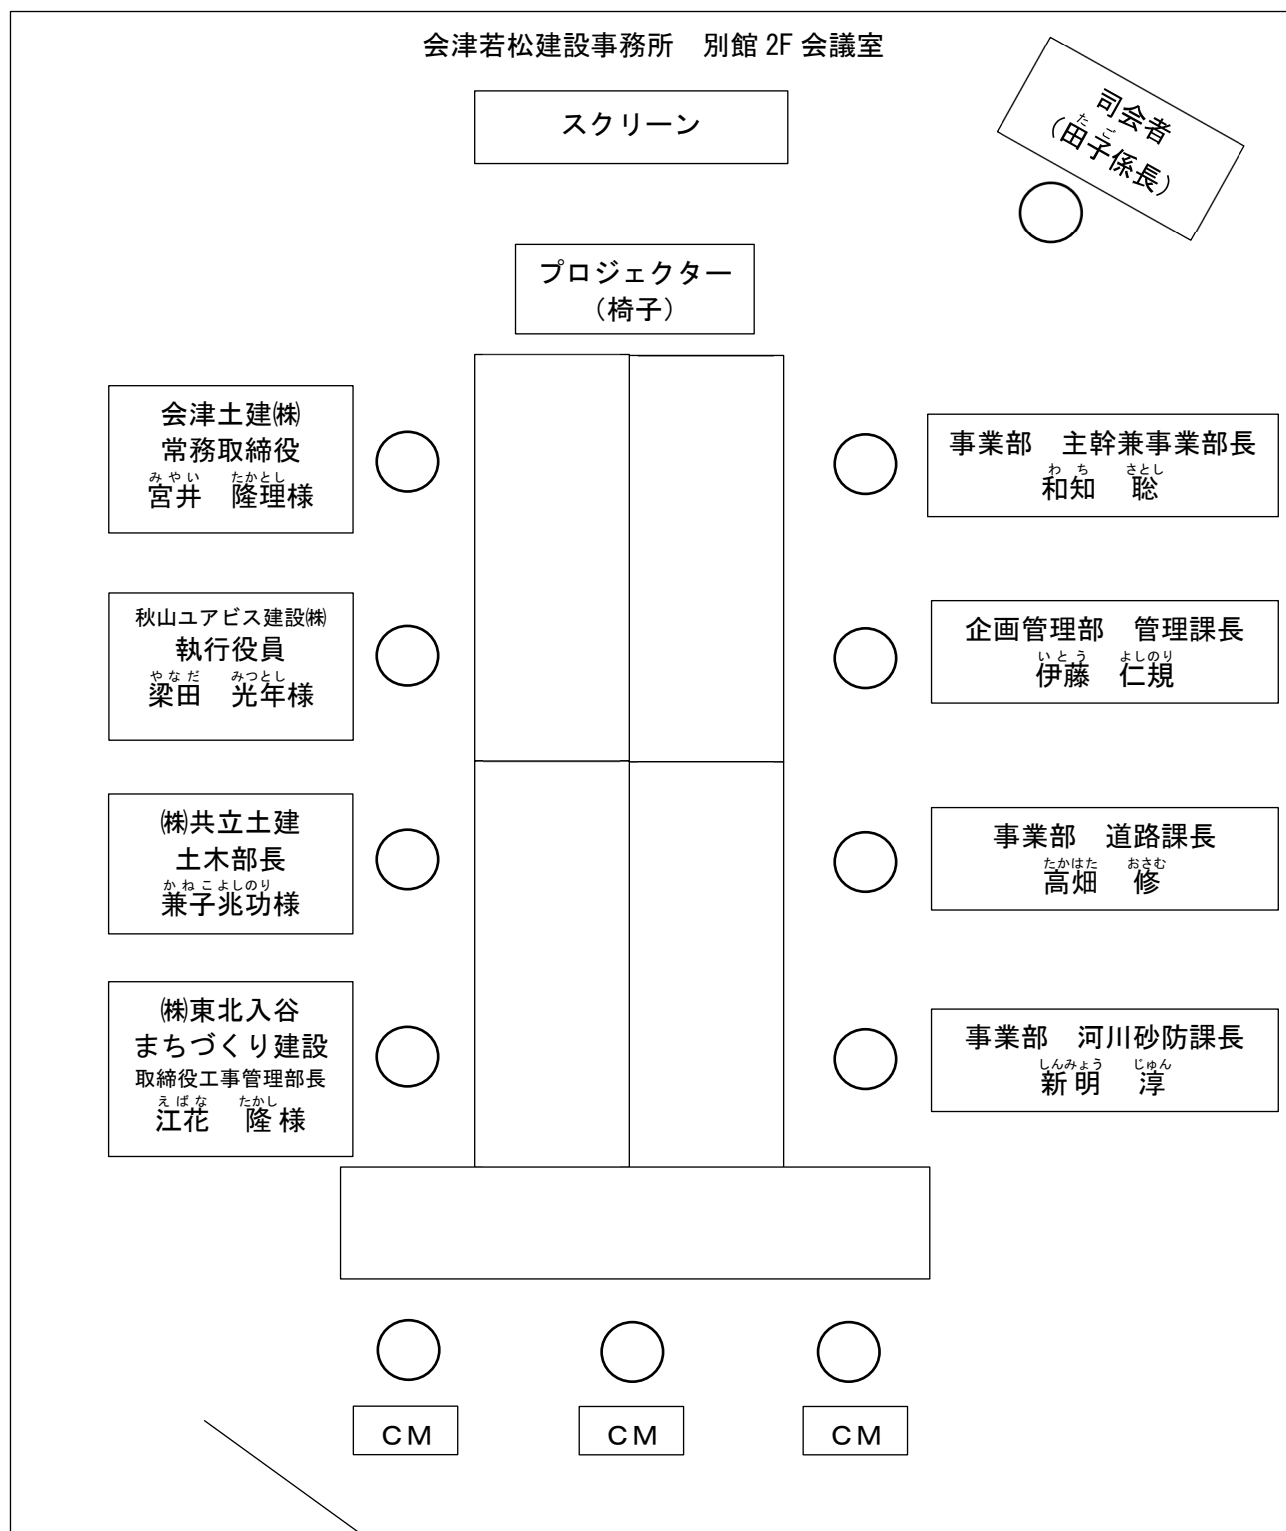 会津若松建設事務所　別館 2F 会議室
スクリーン
司会者
たご
（田子係長）
プロジェクター
（椅子）
会津土建㈱
常務取締役
みやい　たかとし
宮井　隆理様
秋山ユアビス建設㈱
執行役員
やなだ　みつとし
梁田　光年様
㈱共立土建
土木部長
かねこよしのり
兼子兆功様
㈱東北入谷
まちづくり建設
取締役工事管理部長
えばな　たかし
江花　隆様
事業部　主幹兼事業部長
わち　さとし
和知　聡
企画管理部　管理課長
いとう　よしのり
伊藤　仁規
事業部　道路課長
たかはた　おさむ
高畑　修
事業部　河川砂防課長
しんみょう　じゅん
新明　淳
ＣＭ
ＣＭ
ＣＭ